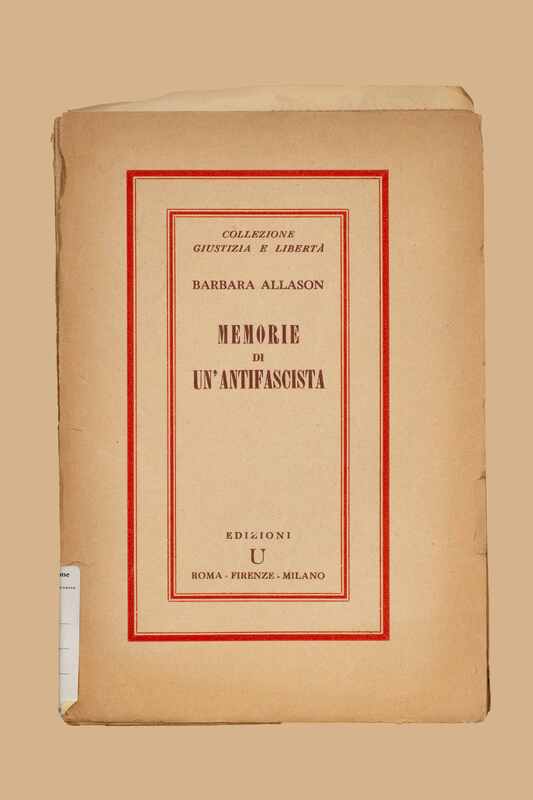 COLLEZIONE
GIUSTIZIA E LIBERTÀ
BARBARA ALLASON
MEMORIE
DI
UN'ANTIFASCISTA
EDIZIONI
U
ROMA - FIRENZE - MILANO